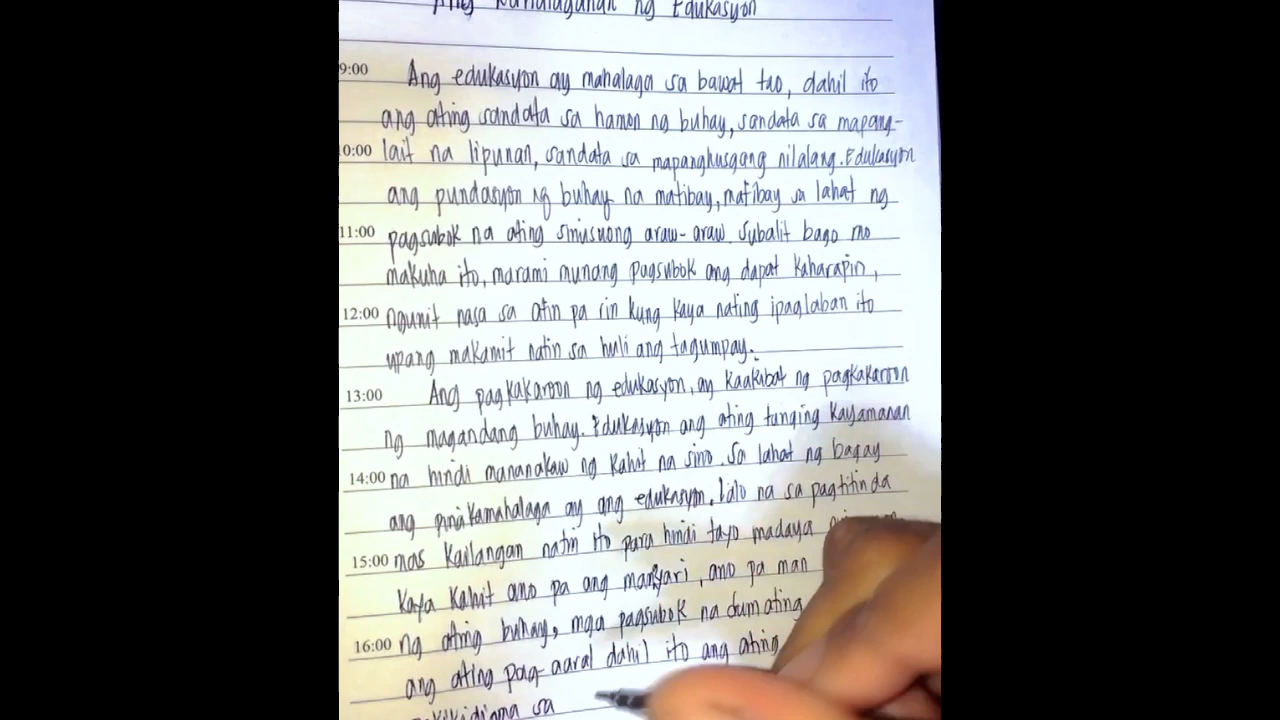 Ang Kahalagahan ng Edukasyon
9:00 Ang edukasyon ay mahalaga sa bawat tao, dahil ito
ang ating sandata sa hamon ng buhay, sandata sa mapang-
10:00 lait na lipunan, sandata sa mapanghusgang nilalang. Edukasyon
ang pundasyon ng buhay na matibay, matibay sa lahat ng
11:00 pagsubok na ating sinusuong araw-araw. Subalit bago mo
makuha ito, marami munang pagsubok ang dapat kaharapin,
12:00 ngunit nasa sa atin pa rin kung kaya nating ipaglaban ito
upang makamit natin sa huli ang tagumpay.
13:00 Ang pagkakaroon ng edukasyon, ay kaakibat ng pagkakaroon
ng magandang buhay. Edukasyon ang ating tunging kayamanan
14:00 na hindi mananakaw ng kahit na sino. Sa lahat ng bagay
ang pinakamahalaga ay ang edukasyon. Lalo na sa pagtitinda
15:00 mas kailangan natin ito para hindi tayo madaya
kaya kahit ano pa ang mangyari, ano pa man
16:00 ng ating buhay, mga pagsubok na dumating
ang ating pag-aaral dahil ito ang ating
sa